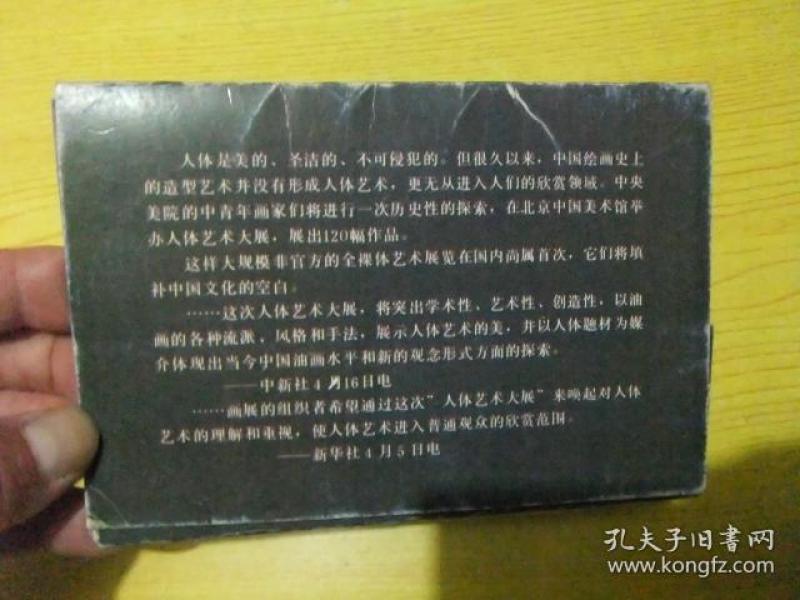 人体是美的、圣洁的、不可侵犯的。但很久以来，中国绘画史上
的造型艺术并没有形成人体艺术，更无从进入人们的欣赏领域。中央
美院的中青年画家们将进行一次历史性的探索，在北京中国美术馆举
办人体艺术大展，展出120幅作品。
这样大规模非官方的全裸体艺术展览在国内尚属首次，它们将填
补中国文化的空白。
……这次人体艺术大展，将突出学术性、艺术性、创造性，以油
画的各种流派、风格和手法，展示人体艺术的美，并以人体题材为媒
介体现出当今中国油画水平和新的观念形式方面的探索。
——中新社4月16日电
……画展的组织者希望通过这次"人体艺术大展"来唤起对人体
艺术的理解和重视，使人体艺术进入普通观众的欣赏范围。
——新华社4月5日电
孔夫子旧书网
www.kongfz.com